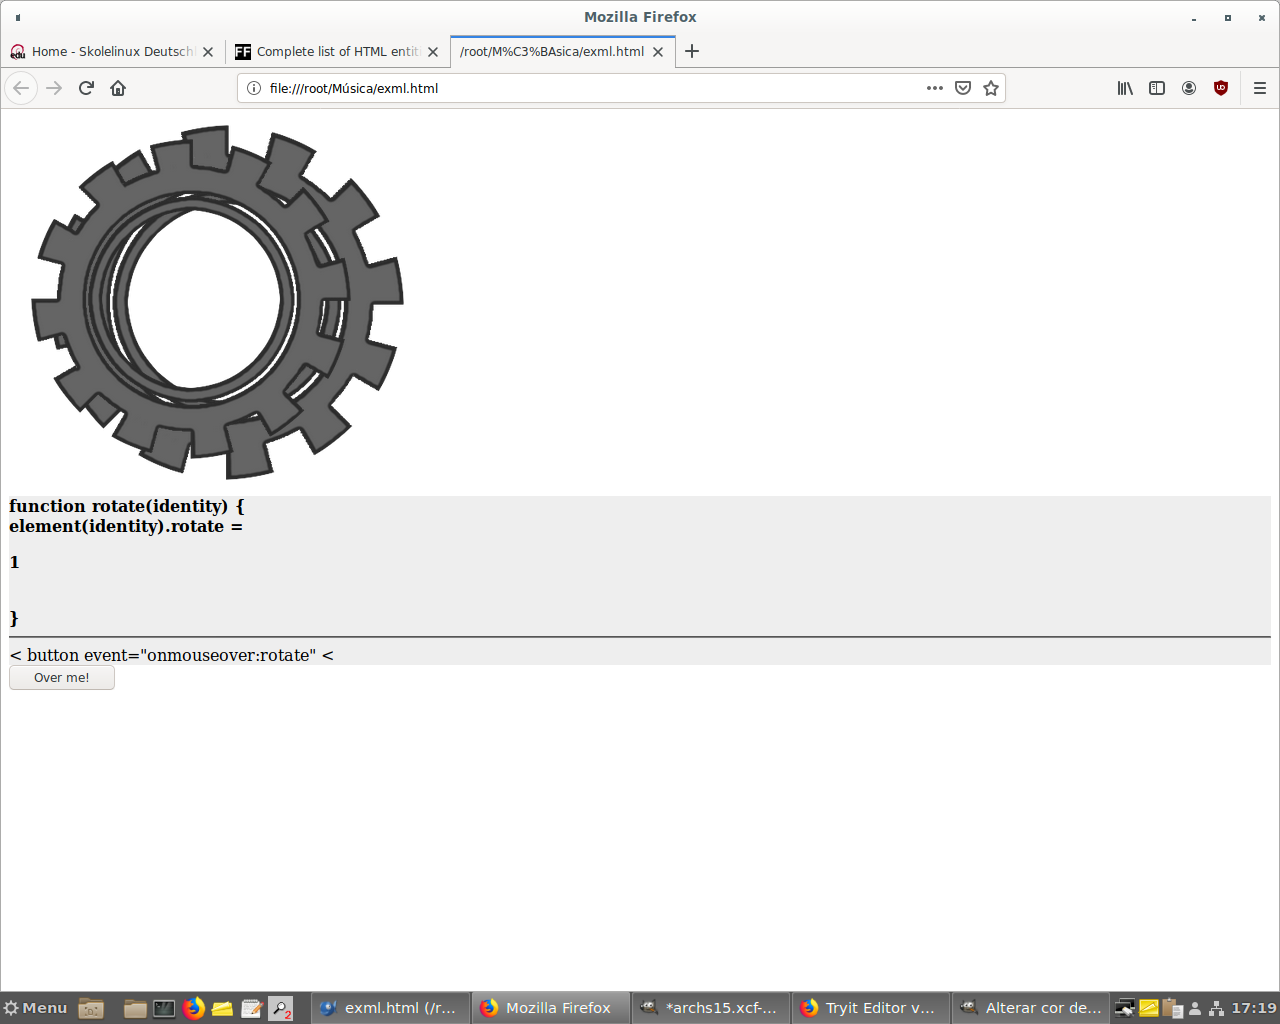 Mozilla Firefox
Home - Skolelinux Deutschl
Complete list of HTML entit
/root/M%C3%BAsica/exml.html
file:///root/Música/exml.html
function rotate(identity) {
element(identity).rotate =
1
}
< button event="onmouseover:rotate" <
Over me!
Menu
2
exml.html (/r...
Mozilla Firefox
*archs15.xcf-...
Tryit Editor v...
Alterar cor de...
17:19